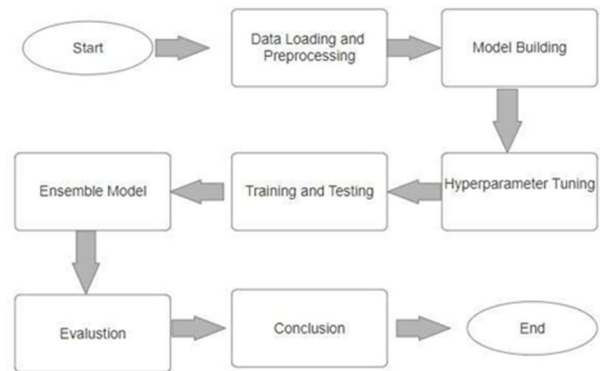 Start
Data Loading and
Preprocessing
Model Building
Hyperparameter Tuning
Training and Testing
Ensemble Model
Evalustion
Conclusion
End